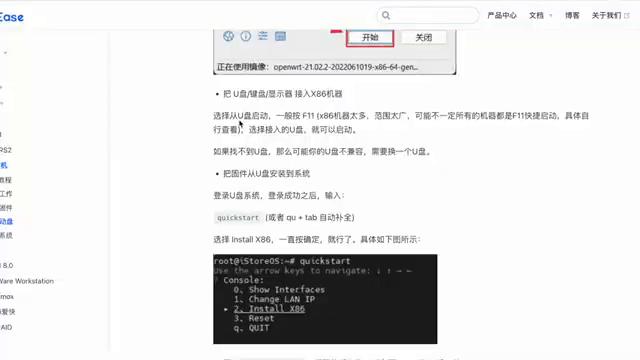 Ease
产品中心 文档 博客 关于我们
开始
关闭
正在使用镜像: openwrt-21.02.2-2022061019-x86-64-gen...
• 把 U盘/键盘/显示器 接入X86机器
选择从U盘启动，一般按 F11 (x86机器太多，范围太广，可能不一定所有的机器都是F11快捷启动，具体自
行查看)，选择接入的U盘，就可以启动。
RS2
如果找不到U盘，那么可能你的U盘不兼容，需要换一个U盘。
机
• 把固件从U盘安装到系统
教程
工作
登录U盘系统，登录成功之后，输入：
固件
动盘
quickstart (或者 qu + tab 自动补全)
系统
选择 Install X86，一直按确定，就行了。具体如下图所示：
8.0
root@iStoreOS:~# quickstart
Use the arrow keys to navigate: ↓ ↑ → ←
? Console:
are Workstation
0、Show Interfaces
1、Change LAN IP
▸ 2、Install X86
爱快
3、Reset
AIO
q、QUIT